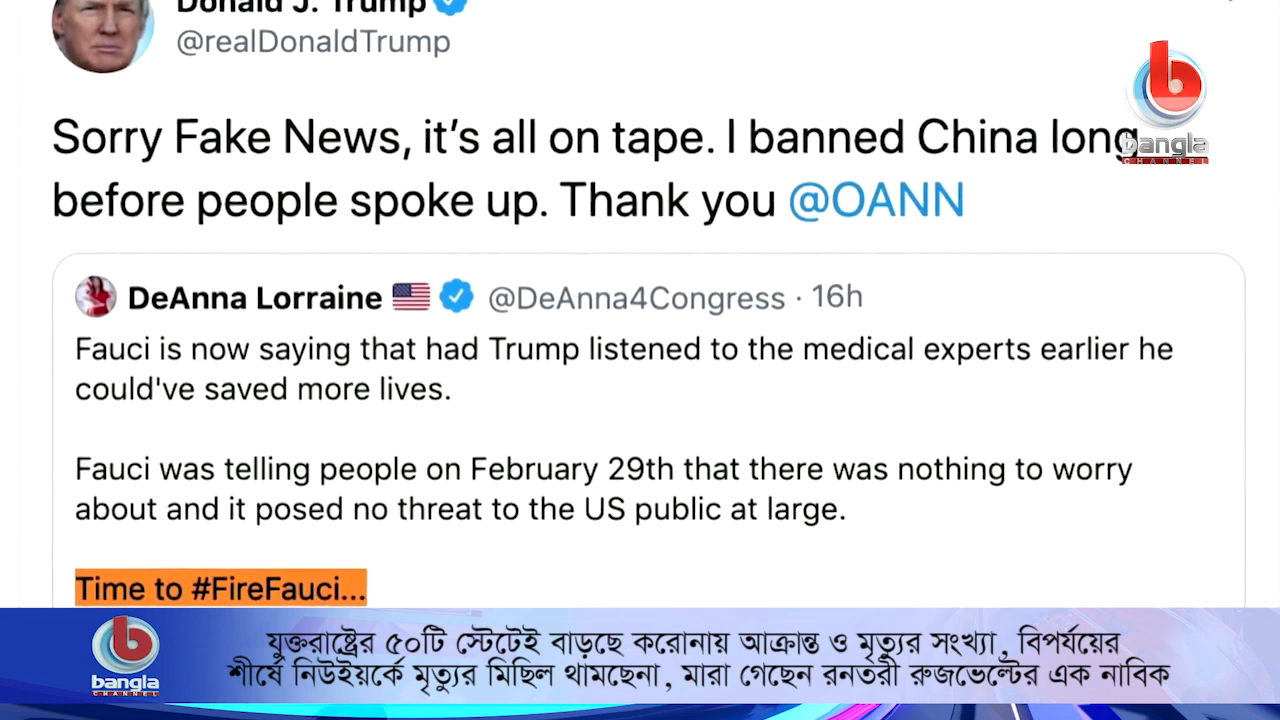 Donald J. Trump
@realDonaldTrump
Sorry Fake News, it's all on tape. I banned China long
before people spoke up. Thank you @OANN
b
bangla
CHANNEL
DeAnna Lorraine @DeAnna4Congress · 16h
Fauci is now saying that had Trump listened to the medical experts earlier he
could've saved more lives.
Fauci was telling people on February 29th that there was nothing to worry
about and it posed no threat to the US public at large.
Time to #FireFauci...
b
bangla
CHANNEL
যুক্তরাষ্ট্রের ৫০টি স্টেটেই বাড়ছে করোনায় আক্রান্ত ও মৃত্যুর সংখ্যা, বিপর্যয়ের
শীর্ষে নিউইয়র্কে মৃত্যুর মিছিল থামছেনা, মারা গেছেন রনতরী রুজভেল্টের এক নাবিক